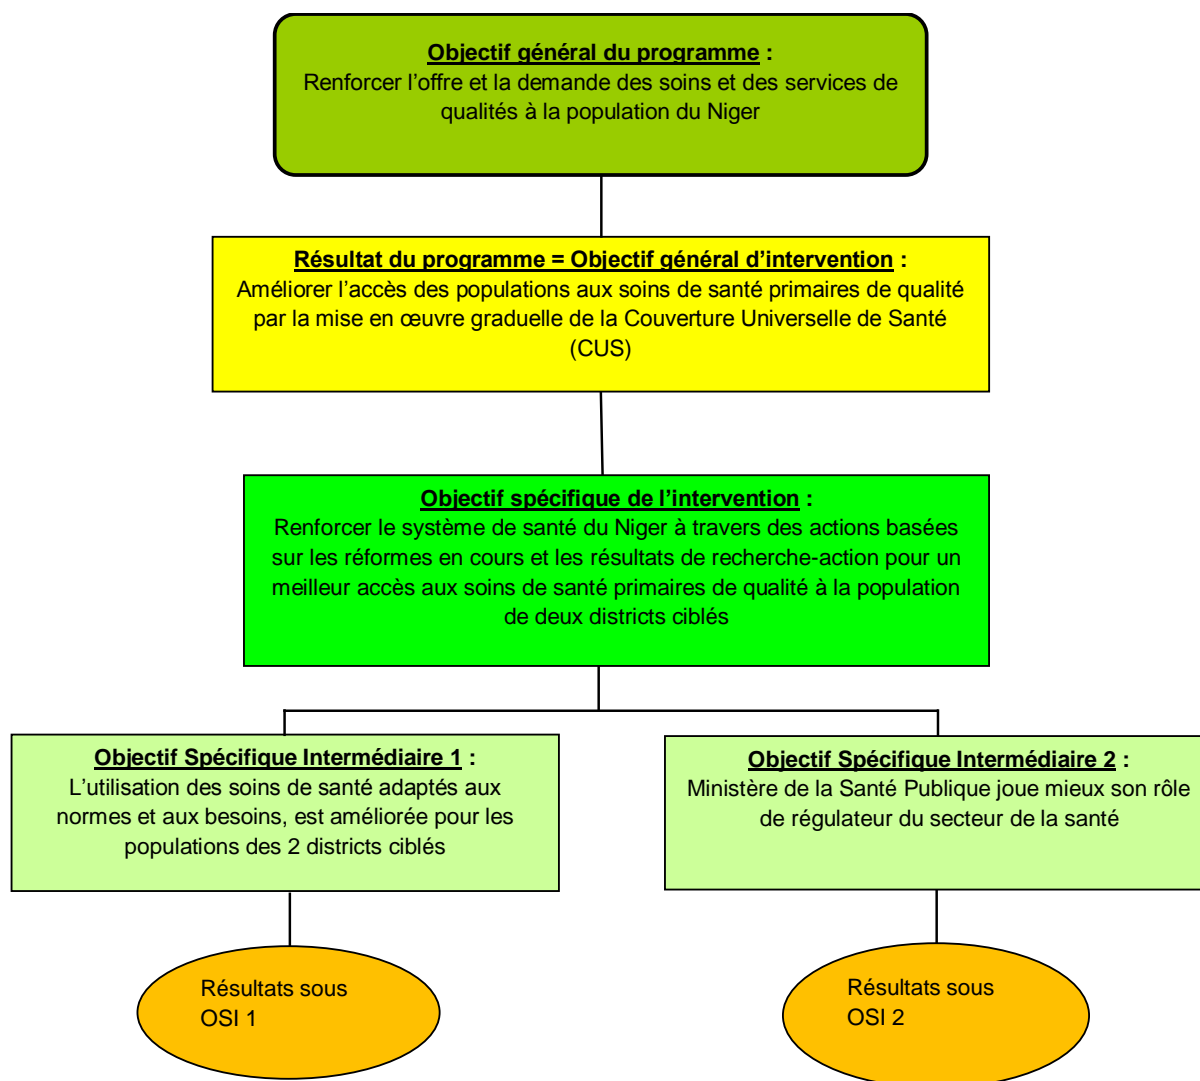 Objectif général du programme :
Renforcer l’offre et la demande des soins et des services de
qualités à la population du Niger
Résultat du programme = Objectif général d’intervention :
Améliorer l’accès des populations aux soins de santé primaires de qualité
par la mise en œuvre graduelle de la Couverture Universelle de Santé
(CUS)
Objectif spécifique de l’intervention :
Renforcer le système de santé du Niger à travers des actions basées
sur les réformes en cours et les résultats de recherche-action pour un
meilleur accès aux soins de santé primaires de qualité à la population
de deux districts ciblés
Objectif Spécifique Intermédiaire 1 :
L’utilisation des soins de santé adaptés aux
normes et aux besoins, est améliorée pour les
populations des 2 districts ciblés
Objectif Spécifique Intermédiaire 2 :
Ministère de la Santé Publique joue mieux son rôle
de régulateur du secteur de la santé
Résultats sous
OSI 1
Résultats sous
OSI 2